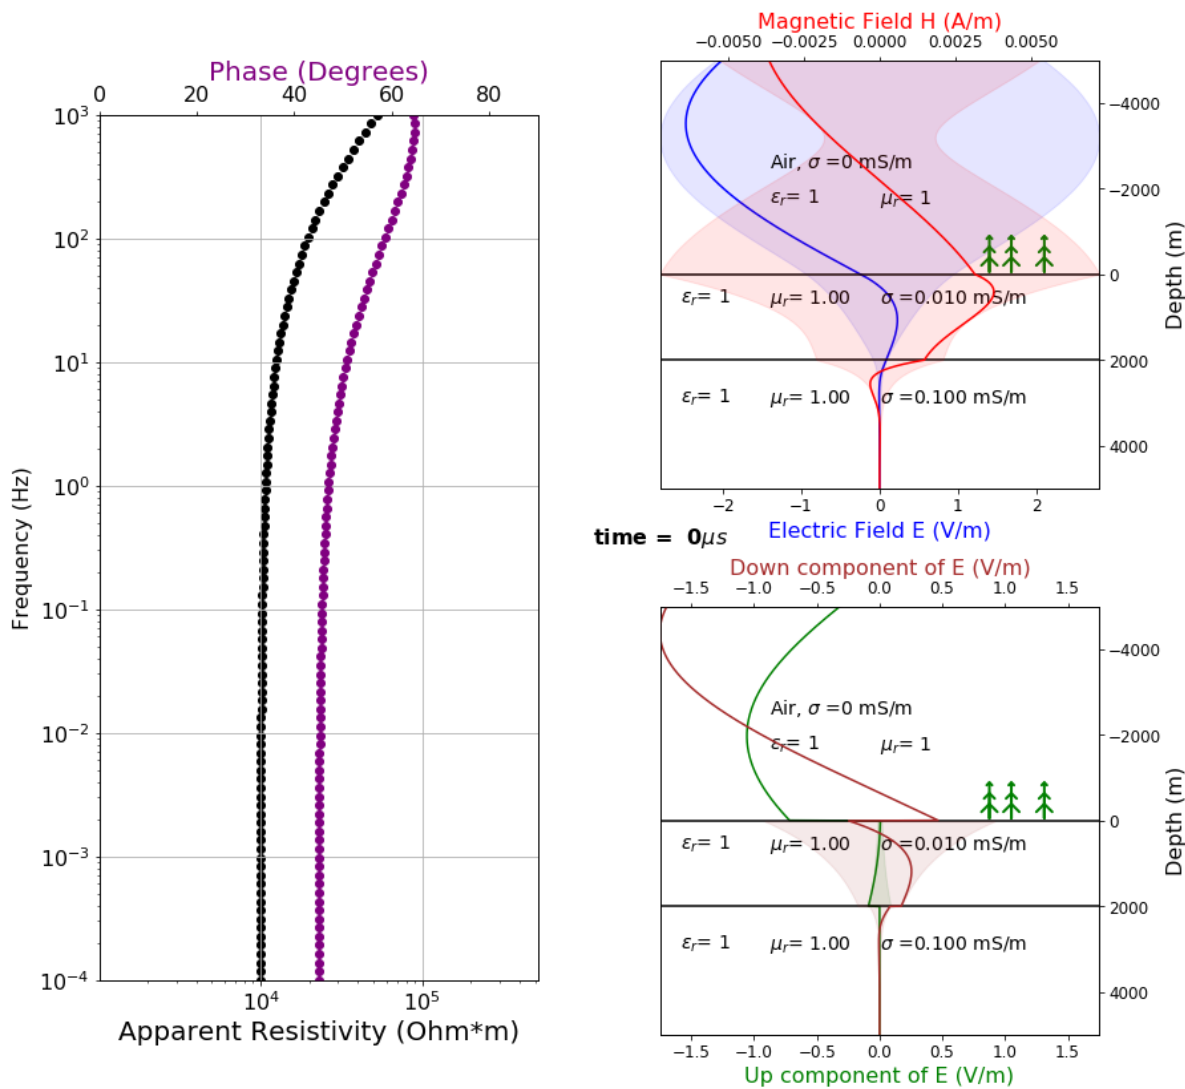 Phase (Degrees)
0 20 40 60 80
10³
10²
10¹
10⁰
10⁻¹
10⁻²
10⁻³
10⁻⁴
Frequency (Hz)
10⁴ 10⁵
Apparent Resistivity (Ohm*m)
Magnetic Field H (A/m)
−0.0050 −0.0025 0.0000 0.0025 0.0050
Air, σ =0 mS/m
εr= 1 μr= 1
εr= 1 μr= 1.00 σ =0.010 mS/m
εr= 1 μr= 1.00 σ =0.100 mS/m
−4000
−2000
0
2000
4000
Depth (m)
−2 −1 0 1 2
Electric Field E (V/m)
time = 0μs
Down component of E (V/m)
−1.5 −1.0 −0.5 0.0 0.5 1.0 1.5
Air, σ =0 mS/m
εr= 1 μr= 1
εr= 1 μr= 1.00 σ =0.010 mS/m
εr= 1 μr= 1.00 σ =0.100 mS/m
−4000
−2000
0
2000
4000
Depth (m)
−1.5 −1.0 −0.5 0.0 0.5 1.0 1.5
Up component of E (V/m)